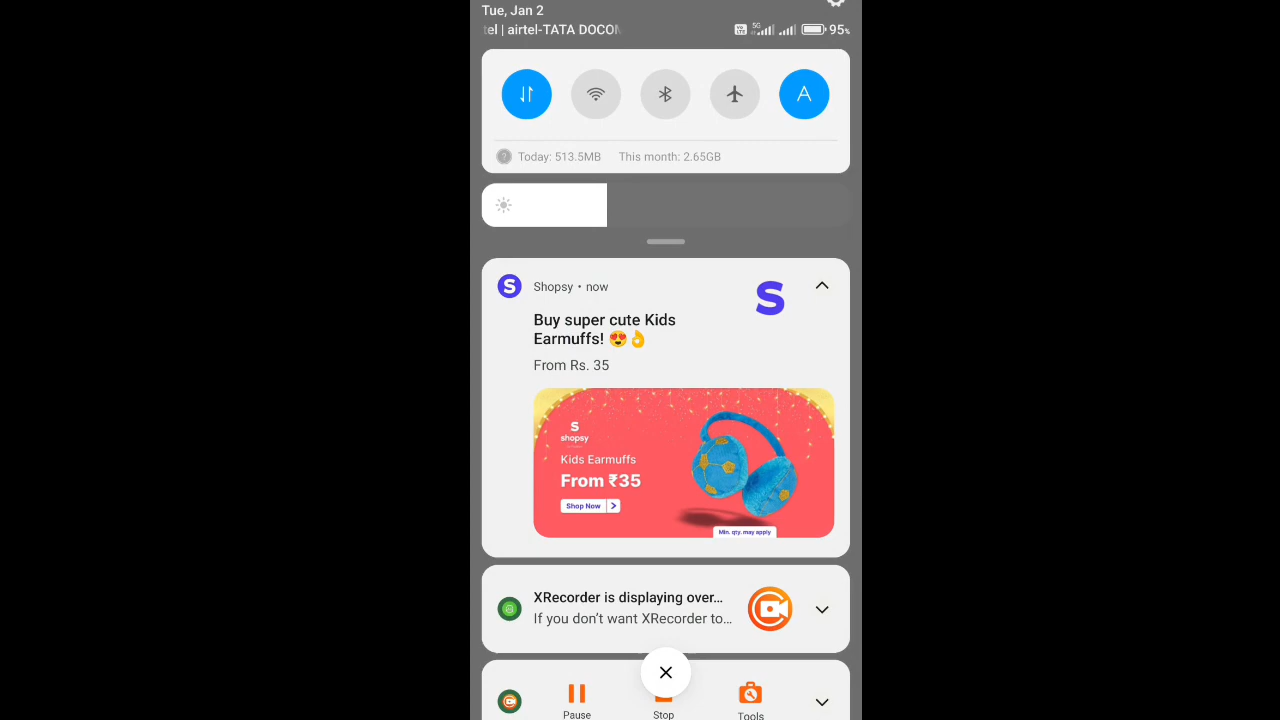 Tue, Jan 2
tel | airtel-TATA DOCON
5G
95%
Today: 513.5MB This month: 2.65GB
S
Shopsy • now
S
Buy super cute Kids
Earmuffs! 😍👌
From Rs. 35
S
shopsy
Kids Earmuffs
From ₹35
Shop Now
Min. qty. may apply
XRecorder is displaying over…
If you don’t want XRecorder to…
Pause
Stop
Tools